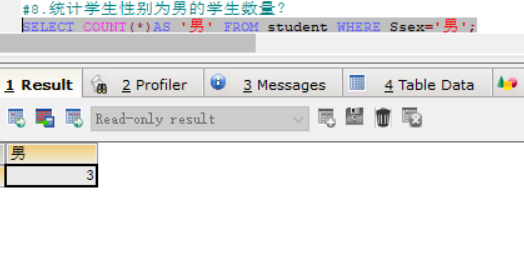 #8.统计学生性别为男的学生数量?
SELECT COUNT(*)AS '男' FROM student WHERE Ssex='男';
1 Result 2 Profiler 3 Messages 4 Table Data
Read-only result
男
3